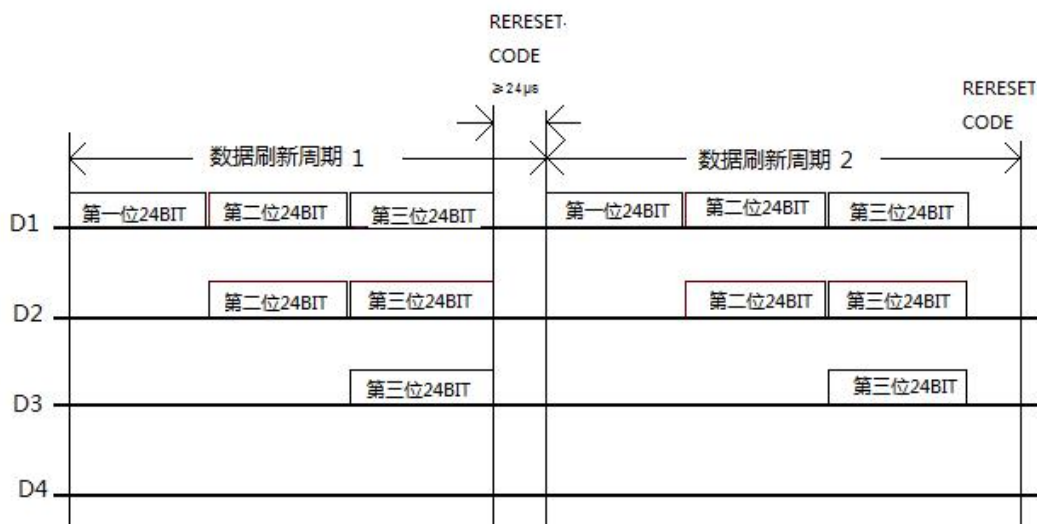 RERESET
CODE
≥24μs
RERESET
CODE
数据刷新周期 1
数据刷新周期 2
D1
第一位24BIT
第二位24BIT
第三位24BIT
第一位24BIT
第二位24BIT
第三位24BIT
D2
第二位24BIT
第三位24BIT
第二位24BIT
第三位24BIT
D3
第三位24BIT
第三位24BIT
D4